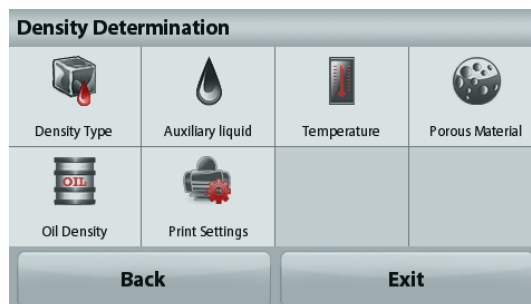 Density Determination
Density Type Auxiliary liquid Temperature Porous Material
OIL
Oil Density Print Settings
Back Exit